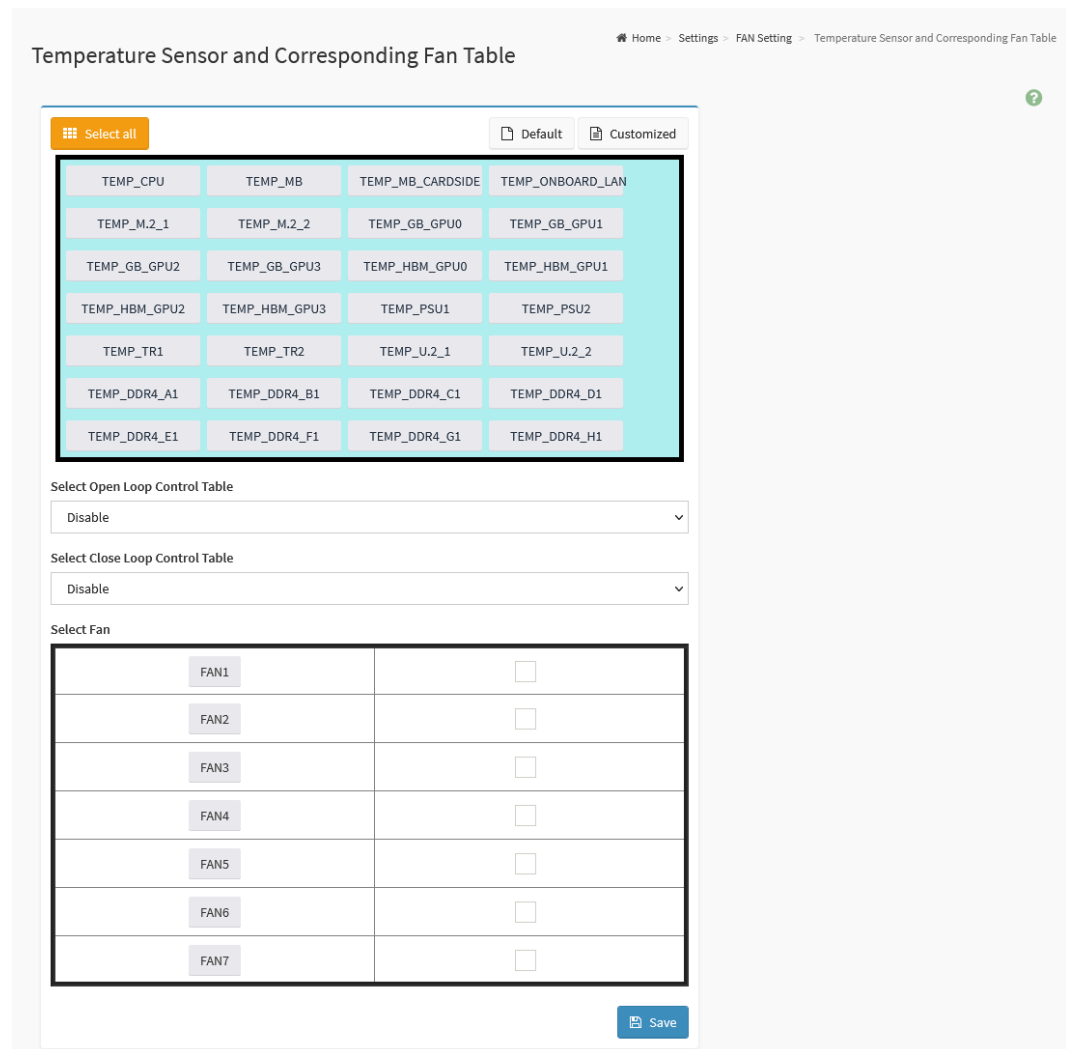 Home > Settings > FAN Setting > Temperature Sensor and Corresponding Fan Table
Temperature Sensor and Corresponding Fan Table
?
Select all Default Customized
TEMP_CPU TEMP_MB TEMP_MB_CARDSIDE TEMP_ONBOARD_LAN
TEMP_M.2_1 TEMP_M.2_2 TEMP_GB_GPU0 TEMP_GB_GPU1
TEMP_GB_GPU2 TEMP_GB_GPU3 TEMP_HBM_GPU0 TEMP_HBM_GPU1
TEMP_HBM_GPU2 TEMP_HBM_GPU3 TEMP_PSU1 TEMP_PSU2
TEMP_TR1 TEMP_TR2 TEMP_U.2_1 TEMP_U.2_2
TEMP_DDR4_A1 TEMP_DDR4_B1 TEMP_DDR4_C1 TEMP_DDR4_D1
TEMP_DDR4_E1 TEMP_DDR4_F1 TEMP_DDR4_G1 TEMP_DDR4_H1
Select Open Loop Control Table
Disable
Select Close Loop Control Table
Disable
Select Fan
FAN1
FAN2
FAN3
FAN4
FAN5
FAN6
FAN7
Save